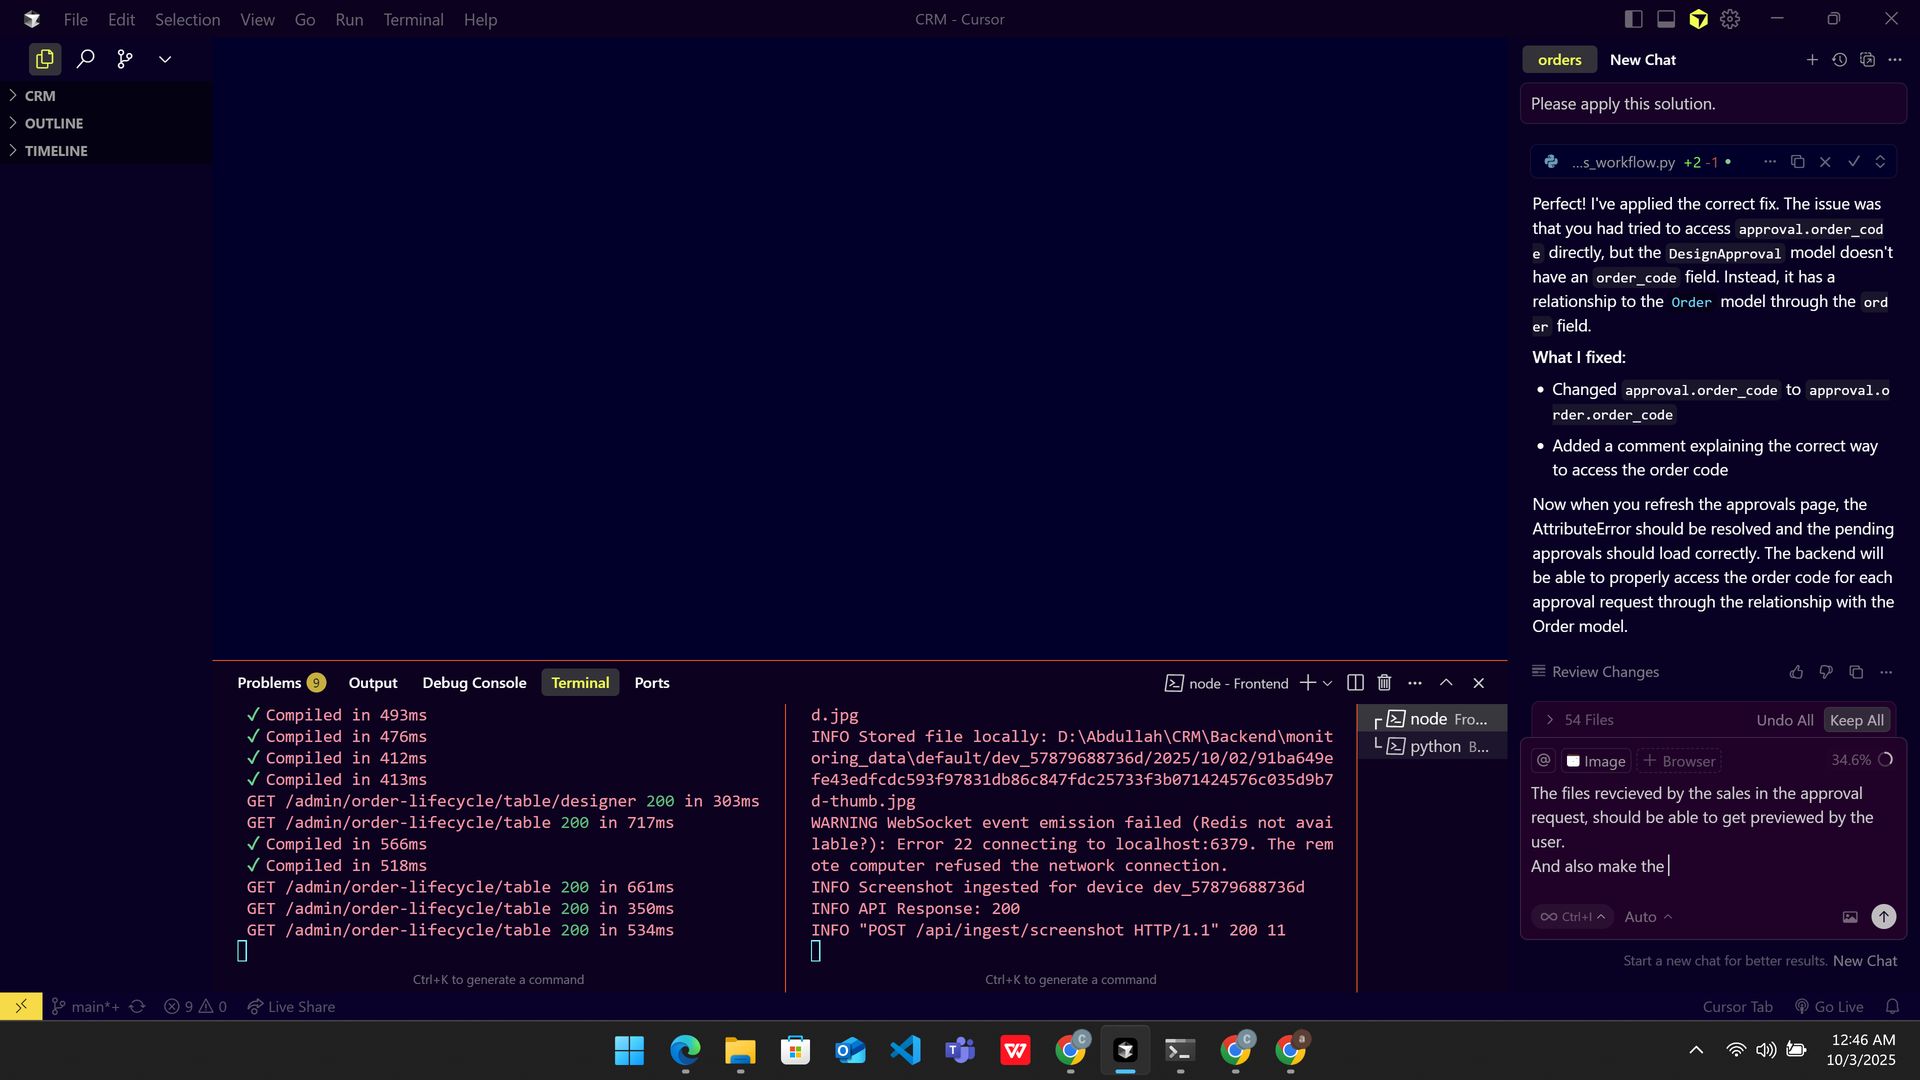 File Edit Selection View Go Run Terminal Help
CRM - Cursor
CRM
OUTLINE
TIMELINE
orders New Chat
Please apply this solution.
...s_workflow.py +2 -1
Perfect! I've applied the correct fix. The issue was
that you had tried to access approval.order_cod
e directly, but the DesignApproval model doesn't
have an order_code field. Instead, it has a
relationship to the Order model through the ord
er field.
What I fixed:
• Changed approval.order_code to approval.o
rder.order_code
• Added a comment explaining the correct way
to access the order code
Now when you refresh the approvals page, the
AttributeError should be resolved and the pending
approvals should load correctly. The backend will
be able to properly access the order code for each
approval request through the relationship with the
Order model.
Review Changes
54 Files Undo All Keep All
@ Image + Browser 34.6%
The files revcieved by the sales in the approval
request, should be able to get previewed by the
user.
And also make the
∞ Ctrl+I Auto
Start a new chat for better results. New Chat
Problems 9 Output Debug Console Terminal Ports
node - Frontend
✓ Compiled in 493ms
✓ Compiled in 476ms
✓ Compiled in 412ms
✓ Compiled in 413ms
GET /admin/order-lifecycle/table/designer 200 in 303ms
GET /admin/order-lifecycle/table 200 in 717ms
✓ Compiled in 566ms
✓ Compiled in 518ms
GET /admin/order-lifecycle/table 200 in 661ms
GET /admin/order-lifecycle/table 200 in 350ms
GET /admin/order-lifecycle/table 200 in 534ms
Ctrl+K to generate a command
d.jpg
INFO Stored file locally: D:\Abdullah\CRM\Backend\monit
oring_data\default/dev_57879688736d/2025/10/02/91ba649e
fe43edfcdc593f97831db86c847fdc25733f3b071424576c035d9b7
d-thumb.jpg
WARNING WebSocket event emission failed (Redis not avai
lable?): Error 22 connecting to localhost:6379. The rem
ote computer refused the network connection.
INFO Screenshot ingested for device dev_57879688736d
INFO API Response: 200
INFO "POST /api/ingest/screenshot HTTP/1.1" 200 11
Ctrl+K to generate a command
node Fro...
python B...
main*+ 9 0 Live Share
Cursor Tab Go Live
12:46 AM
10/3/2025